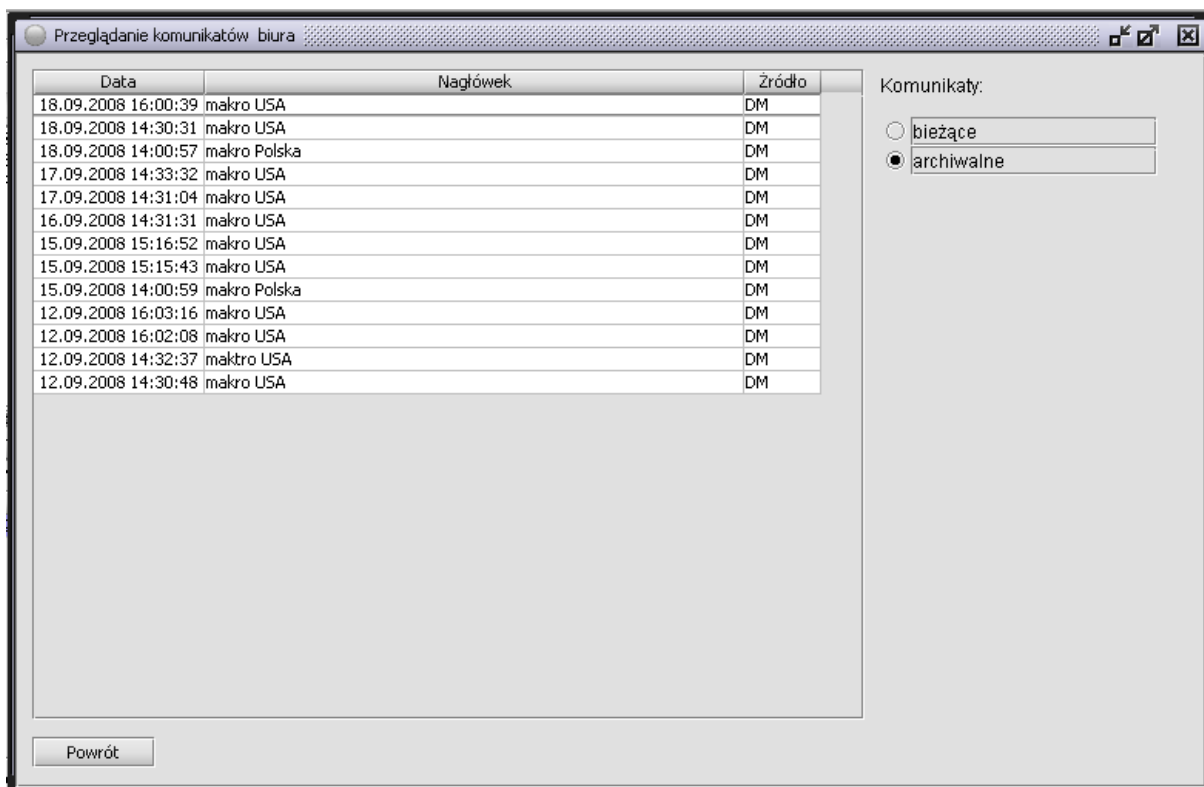 Przeglądanie komunikatów biura
Data Nagłówek Źródło
18.09.2008 16:00:39 makro USA DM
18.09.2008 14:30:31 makro USA DM
18.09.2008 14:00:57 makro Polska DM
17.09.2008 14:33:32 makro USA DM
17.09.2008 14:31:04 makro USA DM
16.09.2008 14:31:31 makro USA DM
15.09.2008 15:16:52 makro USA DM
15.09.2008 15:15:43 makro USA DM
15.09.2008 14:00:59 makro Polska DM
12.09.2008 16:03:16 makro USA DM
12.09.2008 16:02:08 makro USA DM
12.09.2008 14:32:37 maktro USA DM
12.09.2008 14:30:48 makro USA DM
Komunikaty:
bieżące
archiwalne
Powrót